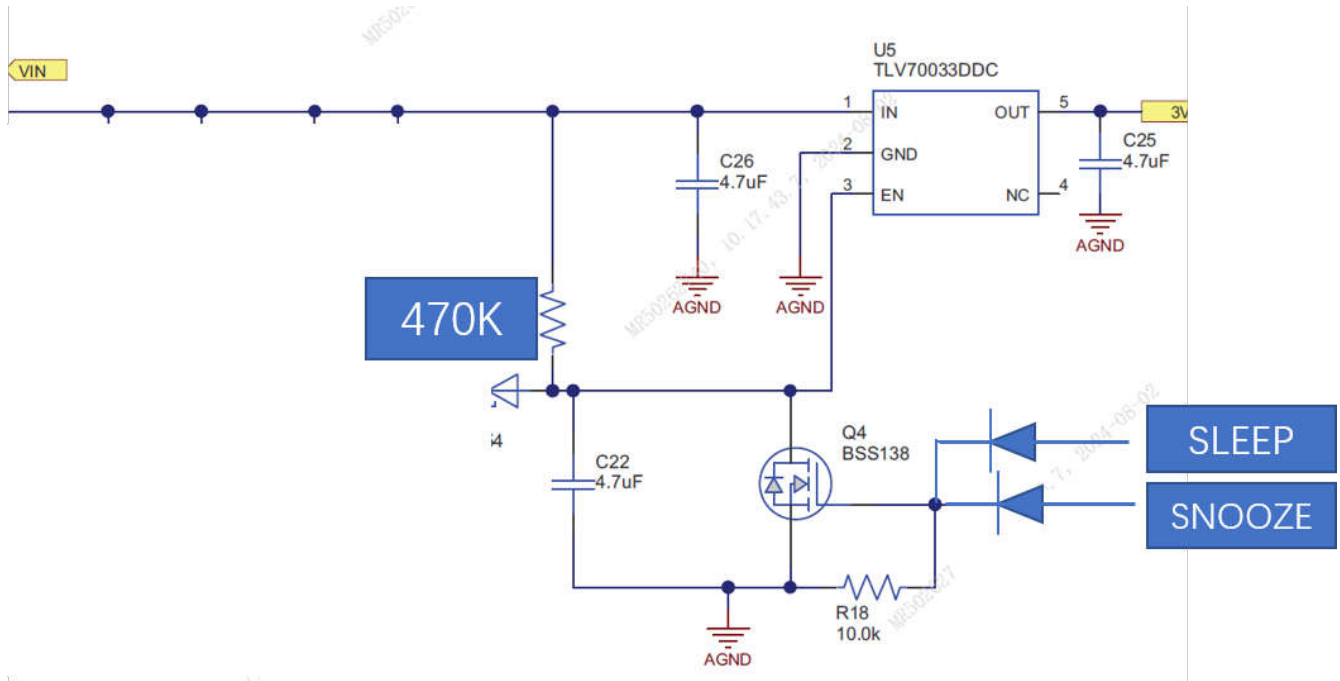 VIN
U5
TLV70033DDC
1
IN
OUT
5
3V
2
GND
3
EN
NC
4
C26
4.7uF
C25
4.7uF
AGND
AGND
AGND
470K
Q4
BSS138
C22
4.7uF
SLEEP
SNOOZE
R18
10.0k
AGND